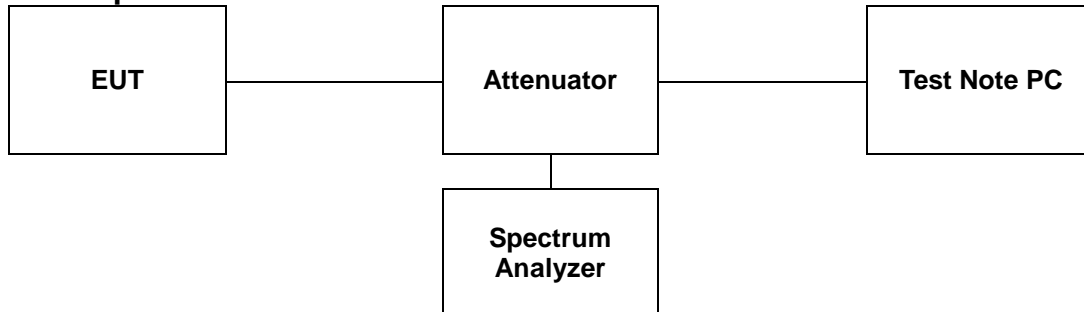 EUT
Attenuator
Test Note PC
Spectrum
Analyzer